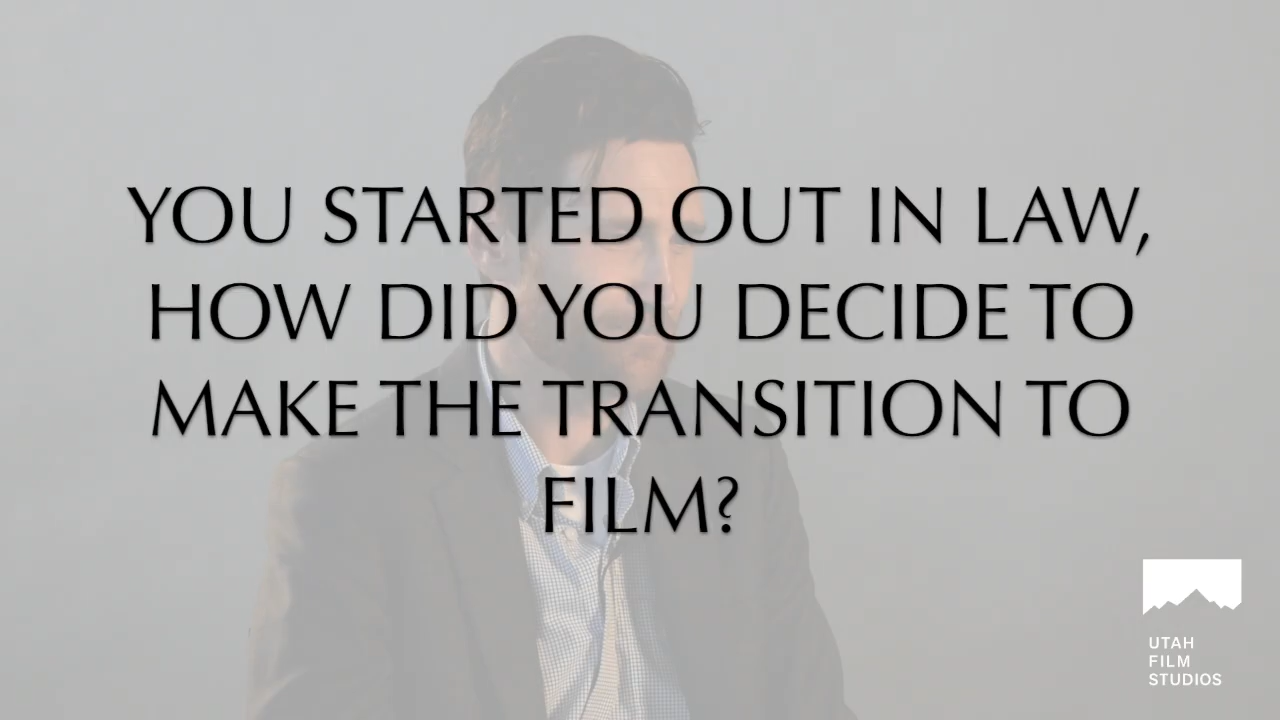 YOU STARTED OUT IN LAW,
HOW DID YOU DECIDE TO
MAKE THE TRANSITION TO
FILM?
UTAH
FILM
STUDIOS